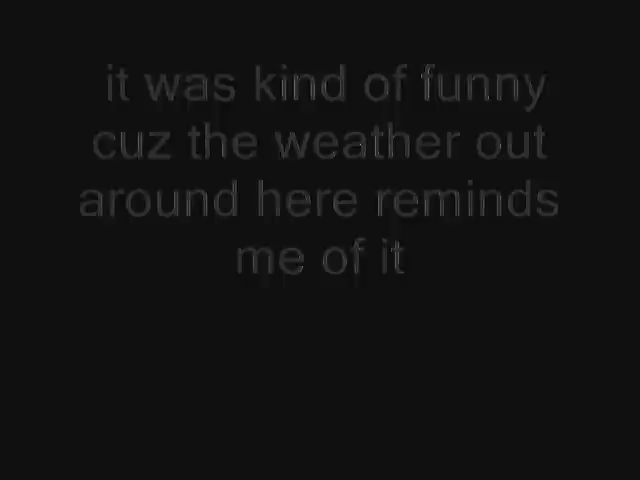 it was kind of funny
cuz the weather out
around here reminds
me of it